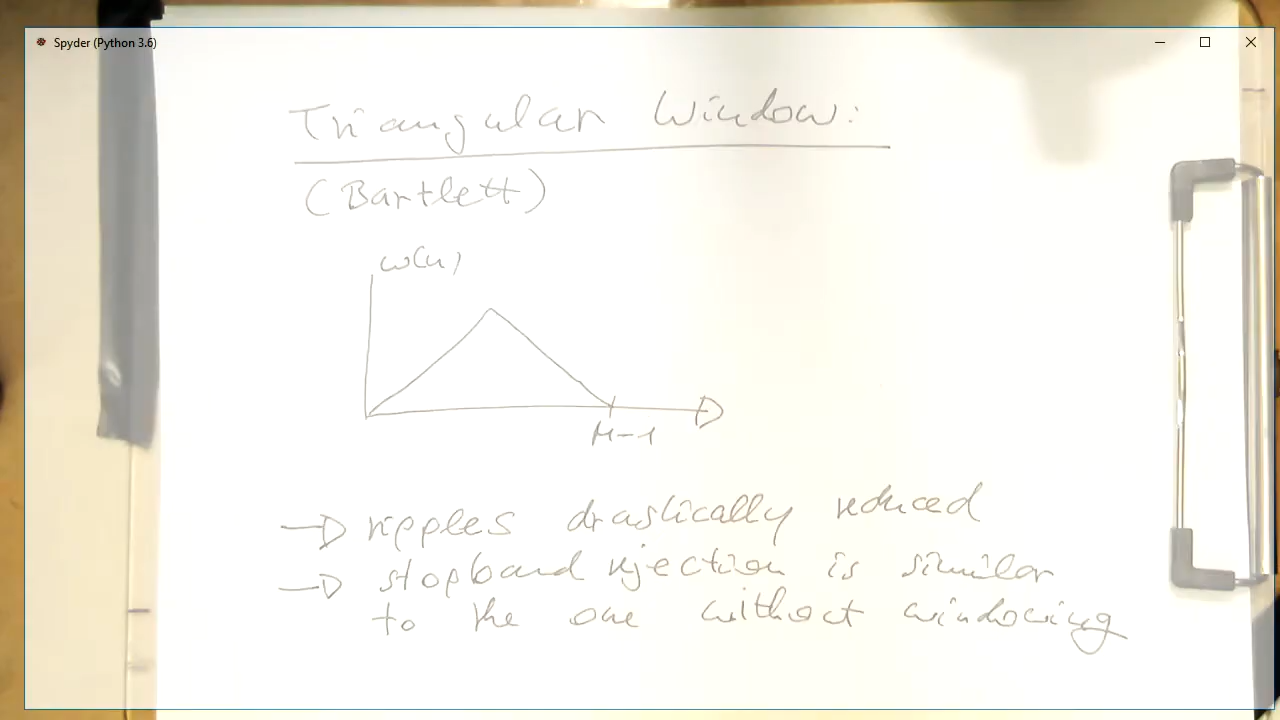 Spyder (Python 3.6)
Triangular Window:
(Bartlett)
w(n)
M-1
→ ripples drastically reduced
→ stopband rejection is similar
to the one without windowing